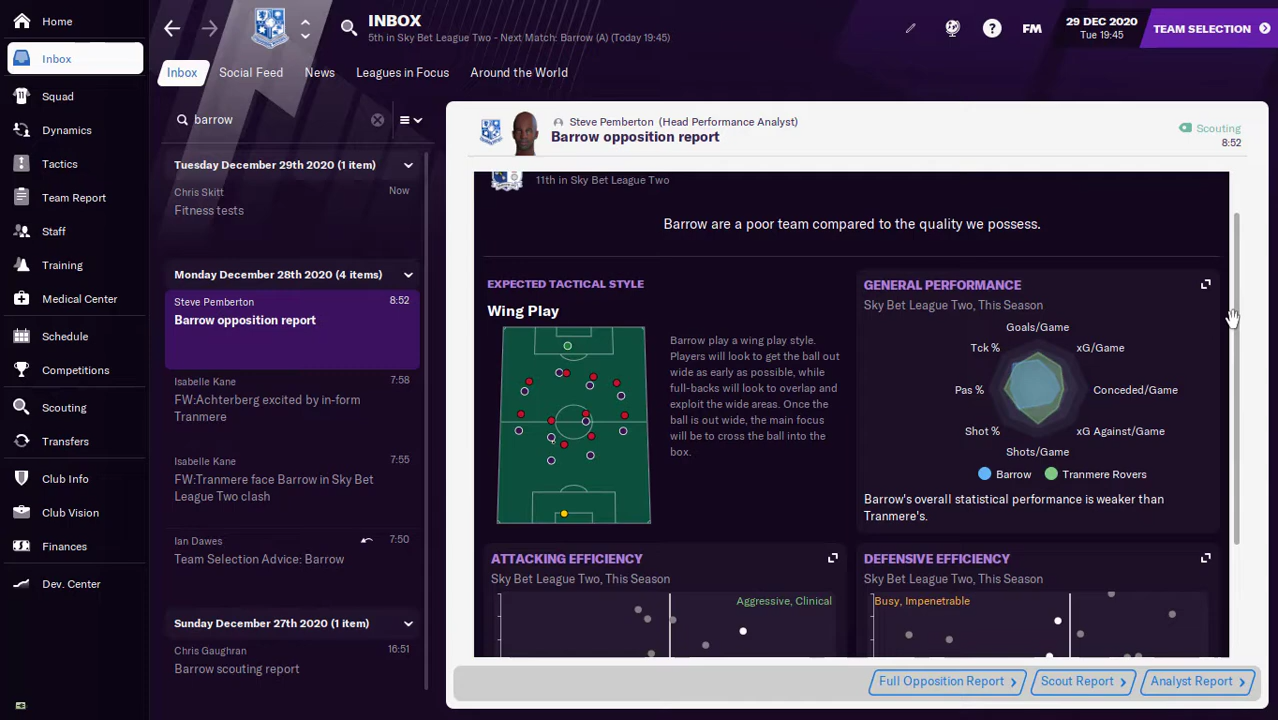 Home
INBOX
5th in Sky Bet League Two - Next Match: Barrow (A) (Today 19:45)
FM
29 DEC 2020
Tue 19:45
TEAM SELECTION
Inbox
Squad
Dynamics
Tactics
Team Report
Staff
Training
Medical Center
Schedule
Competitions
Scouting
Transfers
Club Info
Club Vision
Finances
Dev. Center
Inbox
Social Feed
News
Leagues in Focus
Around the World
barrow
Tuesday December 29th 2020 (1 item)
Chris Skitt
Now
Fitness tests
Monday December 28th 2020 (4 items)
Steve Pemberton
8:52
Barrow opposition report
Isabelle Kane
7:58
FW:Achterberg excited by in-form
Tranmere
Isabelle Kane
7:55
FW:Tranmere face Barrow in Sky Bet
League Two clash
Ian Dawes
7:50
Team Selection Advice: Barrow
Sunday December 27th 2020 (1 item)
Chris Gaughran
16:51
Barrow scouting report
Steve Pemberton (Head Performance Analyst)
Barrow opposition report
Scouting
8:52
11th in Sky Bet League Two
Barrow are a poor team compared to the quality we possess.
EXPECTED TACTICAL STYLE
Wing Play
Barrow play a wing play style.
Players will look to get the ball out
wide as early as possible, while
full-backs will look to overlap and
exploit the wide areas. Once the
ball is out wide, the main focus
will be to cross the ball into the
box.
GENERAL PERFORMANCE
Sky Bet League Two, This Season
Goals/Game
Tck %
xG/Game
Pas %
Conceded/Game
Shot %
xG Against/Game
Shots/Game
Barrow
Tranmere Rovers
Barrow's overall statistical performance is weaker than
Tranmere's.
ATTACKING EFFICIENCY
Sky Bet League Two, This Season
Aggressive, Clinical
DEFENSIVE EFFICIENCY
Sky Bet League Two, This Season
Busy, Impenetrable
Full Opposition Report
Scout Report
Analyst Report